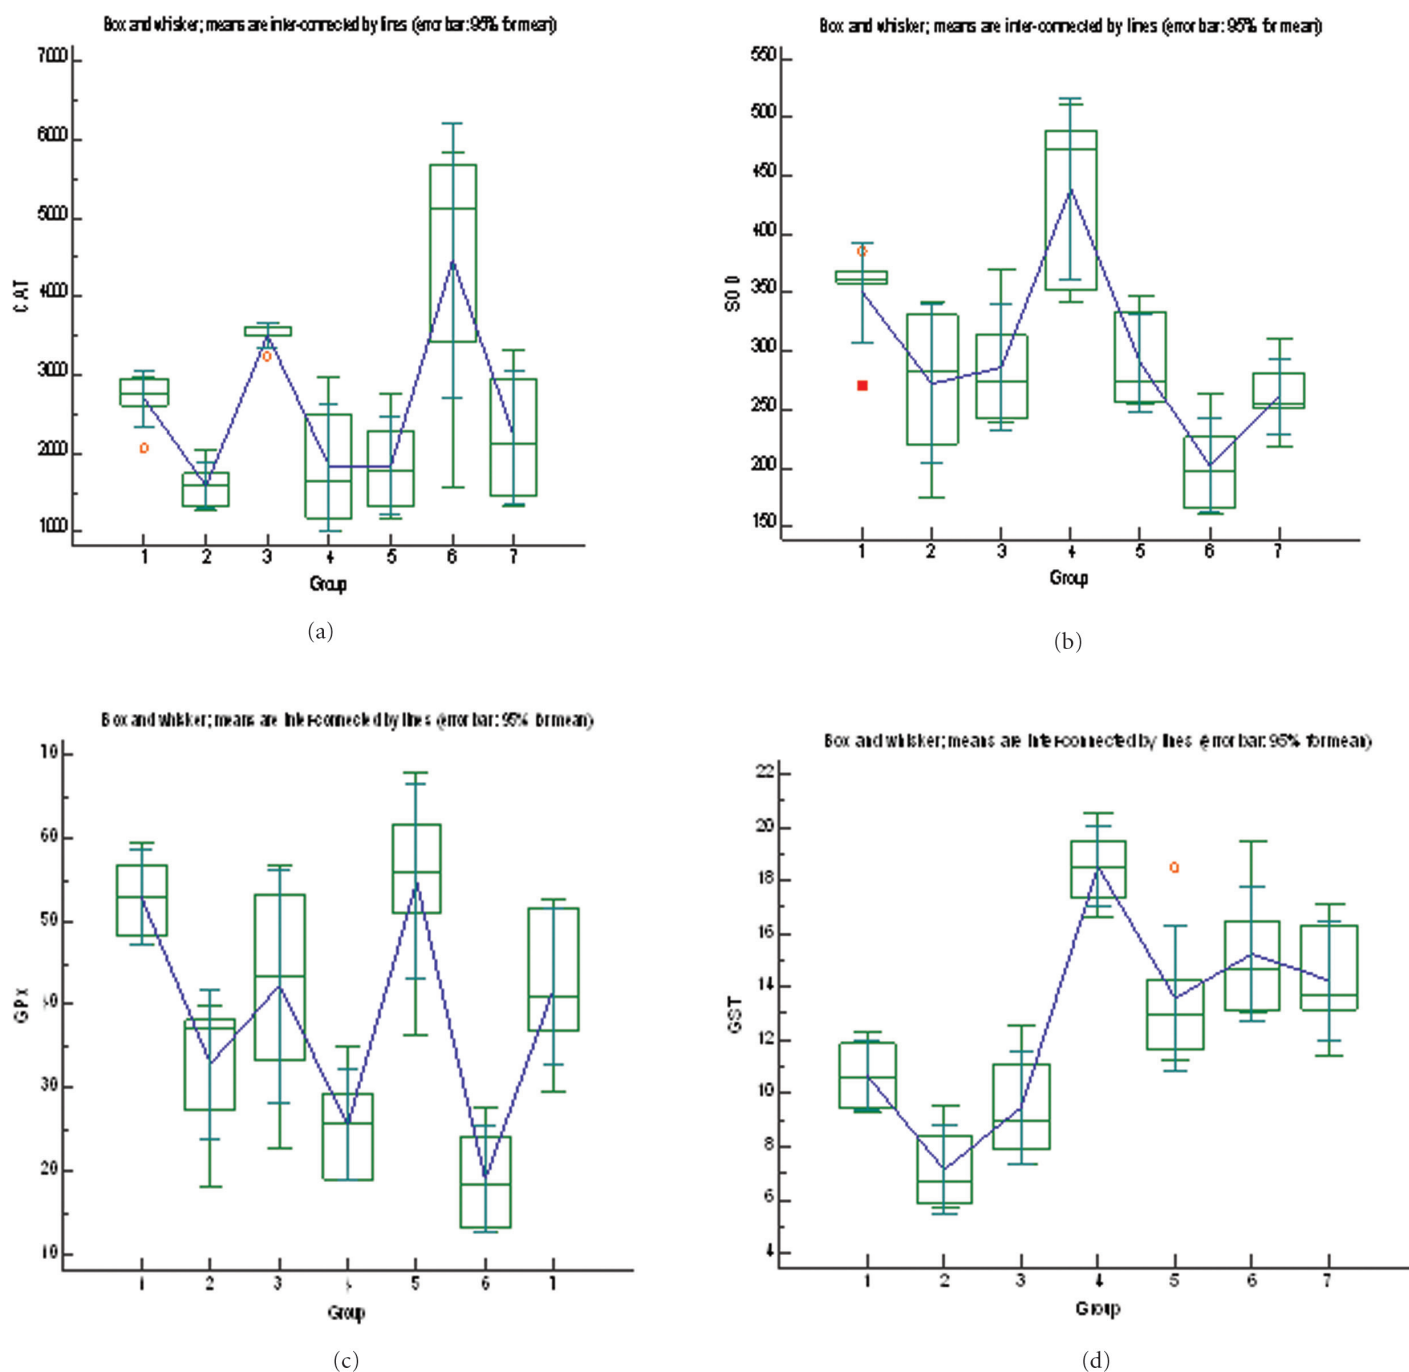 Box and whisker; means are inter-connected by lines (error bar: 95% for mean)
7000
6000
5000
4000
3000
2000
1000
CAT
1 2 3 4 5 6 7
Group
(a)
Box and whisker; means are inter-connected by lines (error bar: 95% for mean)
550
500
450
400
350
300
250
200
150
SOD
1 2 3 4 5 6 7
Group
(b)
Box and whisker; means are inter-connected by lines (error bar: 95% for mean)
60
50
40
30
20
10
GPx
1 2 3 4 5 6
Group
(c)
Box and whisker; means are inter-connected by lines (error bar: 95% for mean)
22
20
18
16
14
12
10
8
6
4
GST
1 2 3 4 5 6 7
Group
(d)